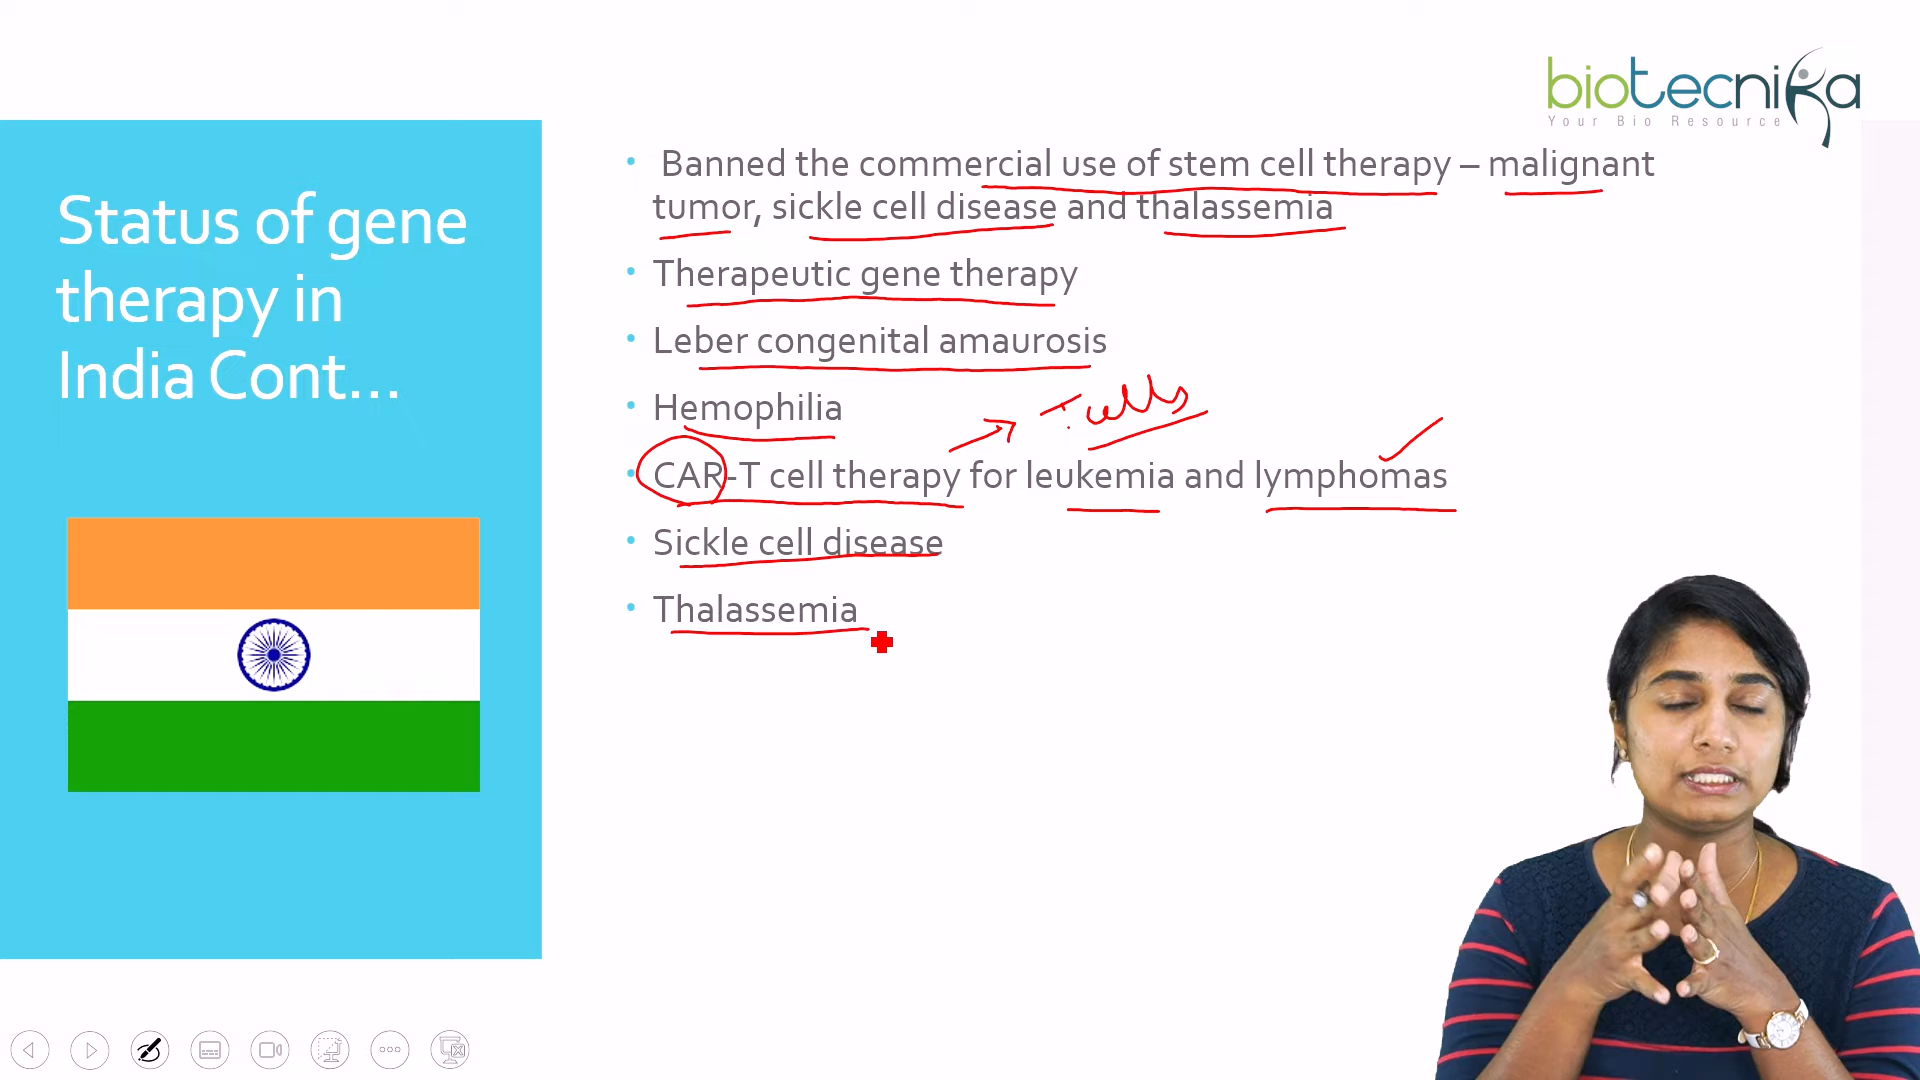 biotecnika
Your Bio Resource
Status of gene
therapy in
India Cont...
• Banned the commercial use of stem cell therapy – malignant
tumor, sickle cell disease and thalassemia
• Therapeutic gene therapy
• Leber congenital amaurosis
• Hemophilia
T cells
• CAR-T cell therapy for leukemia and lymphomas
• Sickle cell disease
• Thalassemia